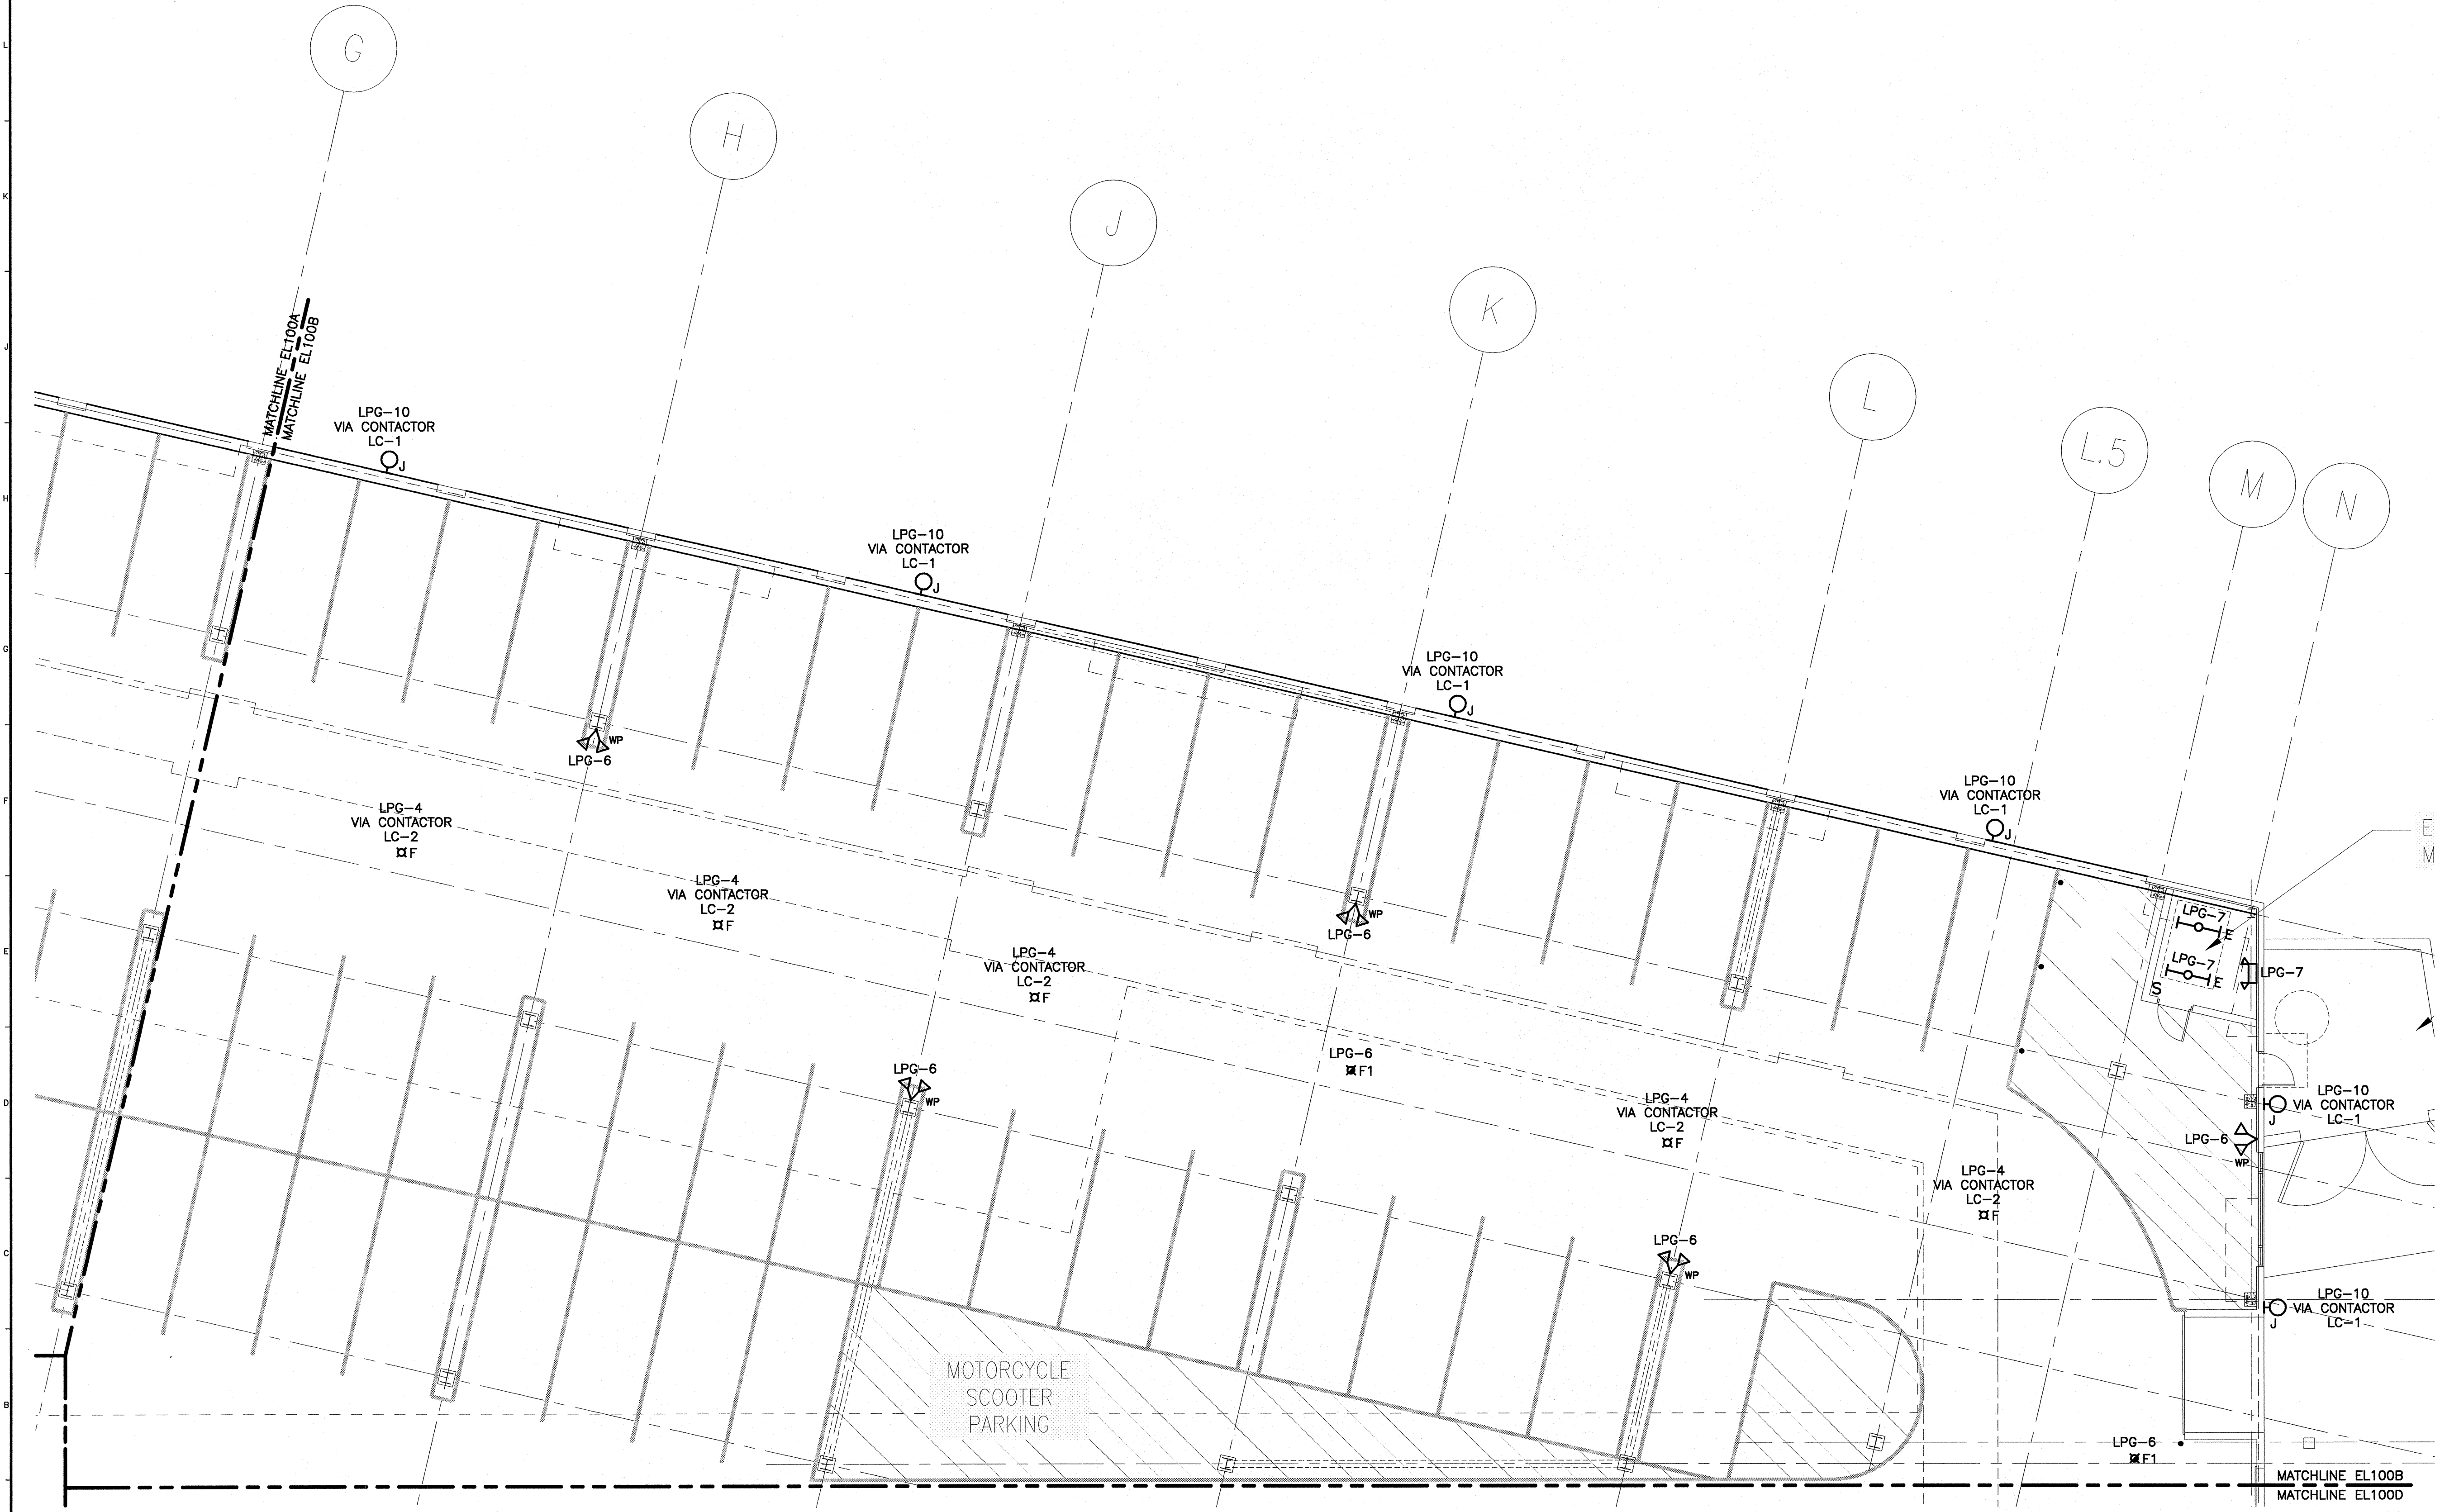 G
H
J
K
L
L.5
M
N
L
K
J
H
G
F
E
D
C
B
MATCHLINE EL100A
MATCHLINE EL100B
LPG-10
VIA CONTACTOR
LC-1
J
LPG-10
VIA CONTACTOR
LC-1
J
LPG-10
VIA CONTACTOR
LC-1
J
LPG-10
VIA CONTACTOR
LC-1
J
WP
LPG-6
WP
LPG-6
LPG-4
VIA CONTACTOR
LC-2
F
LPG-4
VIA CONTACTOR
LC-2
F
LPG-4
VIA CONTACTOR
LC-2
F
LPG-6
F1
LPG-4
VIA CONTACTOR
LC-2
F
LPG-4
VIA CONTACTOR
LC-2
F
E
M
LPG-7
E
LPG-7
E
S
LPG-7
LPG-10
VIA CONTACTOR
LC-1
J
LPG-6
WP
LPG-6
WP
LPG-6
WP
LPG-10
VIA CONTACTOR
LC-1
J
MOTORCYCLE
SCOOTER
PARKING
LPG-6
F1
MATCHLINE EL100B
MATCHLINE EL100D